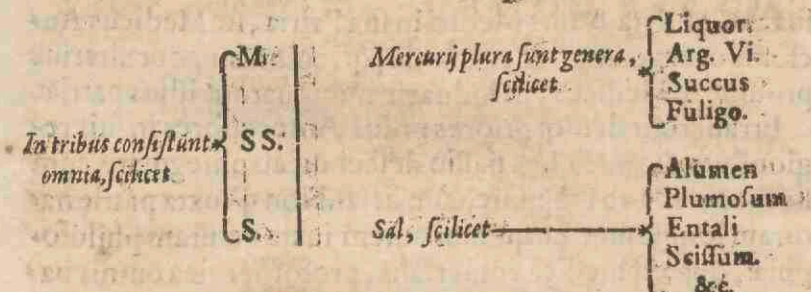 In tribus consistunt
omnia, scilicet
M.
SS.
S.
Mercurij plura sunt genera,
scilicet
Liquor.
Arg. Vi.
Succus
Fuligo.
Sal, scilicet
Alumen
Plumosum
Entali
Scissum.
&c.